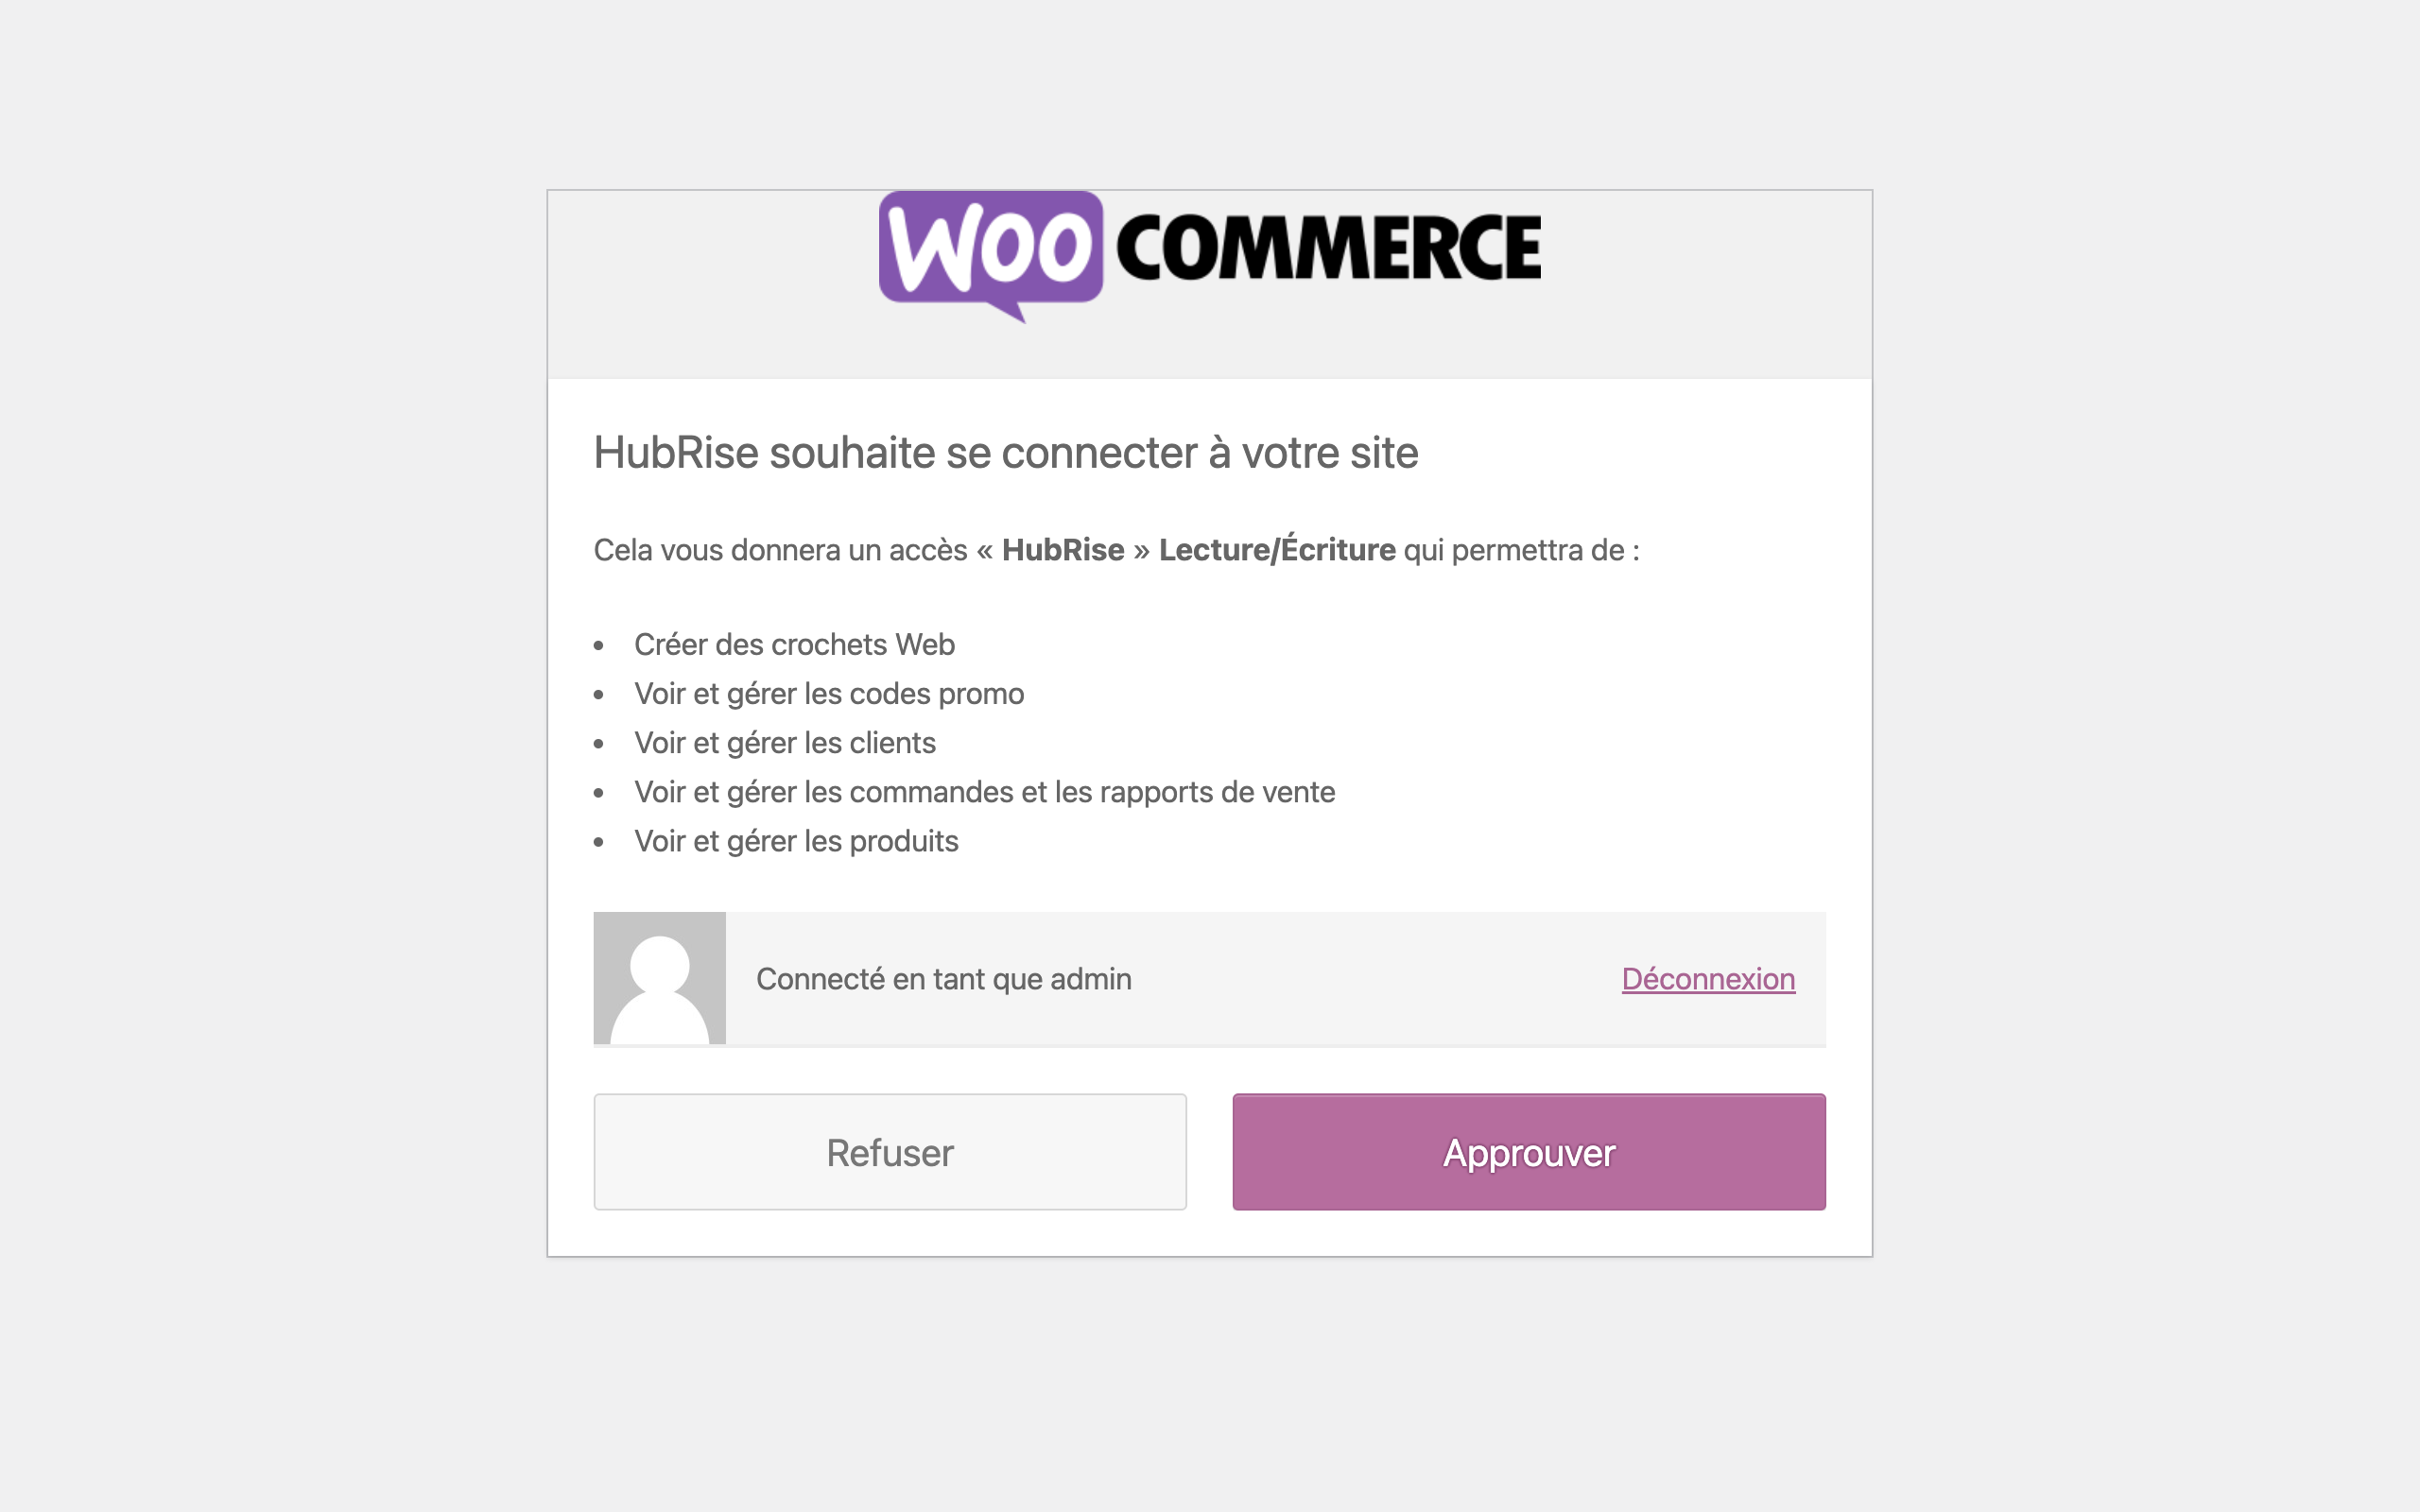 WOO COMMERCE
HubRise souhaite se connecter à votre site
Cela vous donnera un accès « HubRise » Lecture/Écriture qui permettra de :
• Créer des crochets Web
• Voir et gérer les codes promo
• Voir et gérer les clients
• Voir et gérer les commandes et les rapports de vente
• Voir et gérer les produits
Connecté en tant que admin Déconnexion
Refuser Approuver